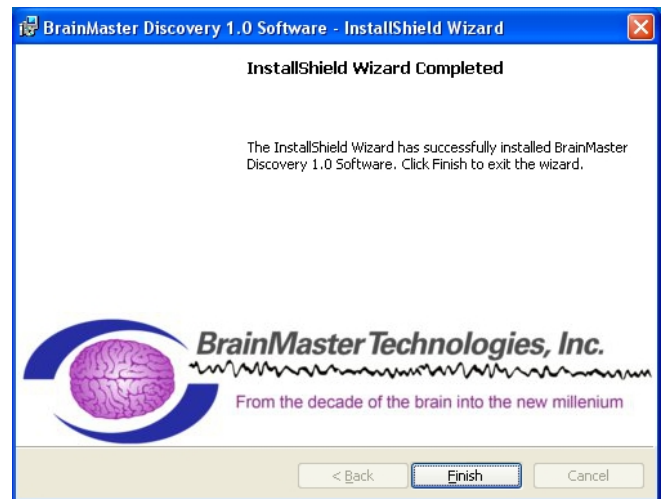 BrainMaster Discovery 1.0 Software - InstallShield Wizard
InstallShield Wizard Completed
The InstallShield Wizard has successfully installed BrainMaster
Discovery 1.0 Software. Click Finish to exit the wizard.
BrainMaster Technologies, Inc.
From the decade of the brain into the new millenium
< Back
Finish
Cancel